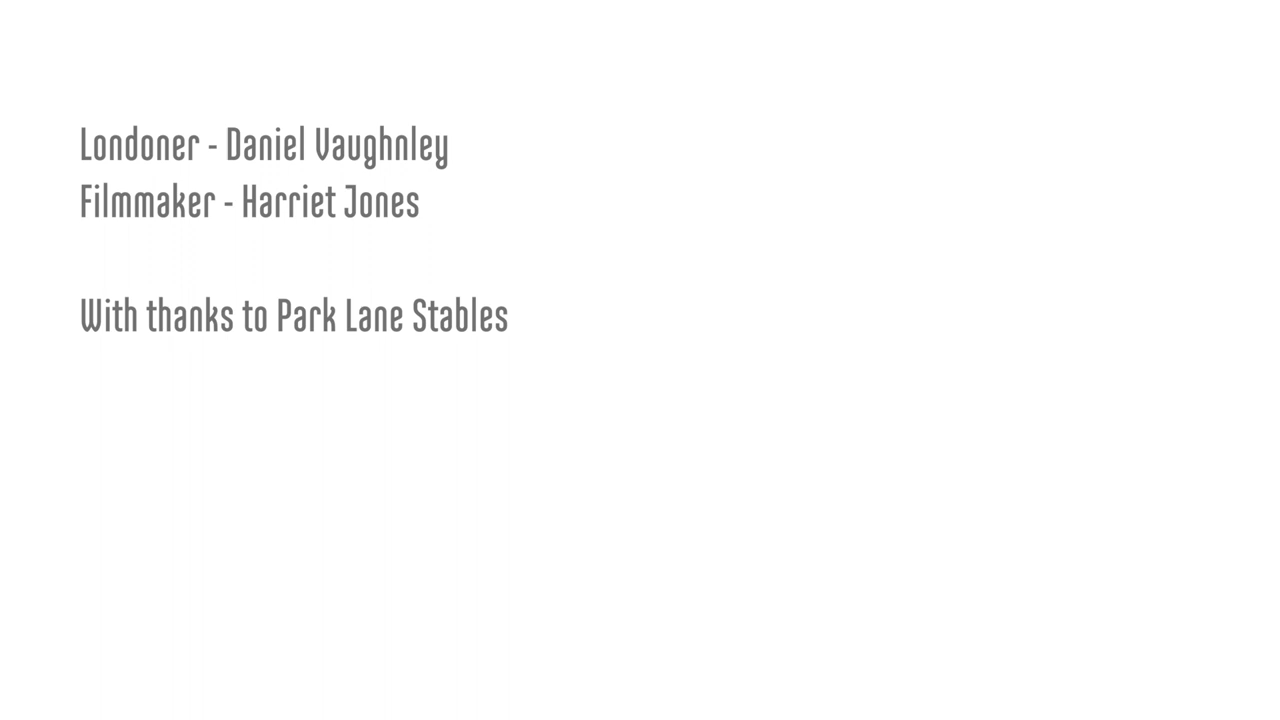 Londoner - Daniel Vaughnley
Filmmaker - Harriet Jones
With thanks to Park Lane Stables